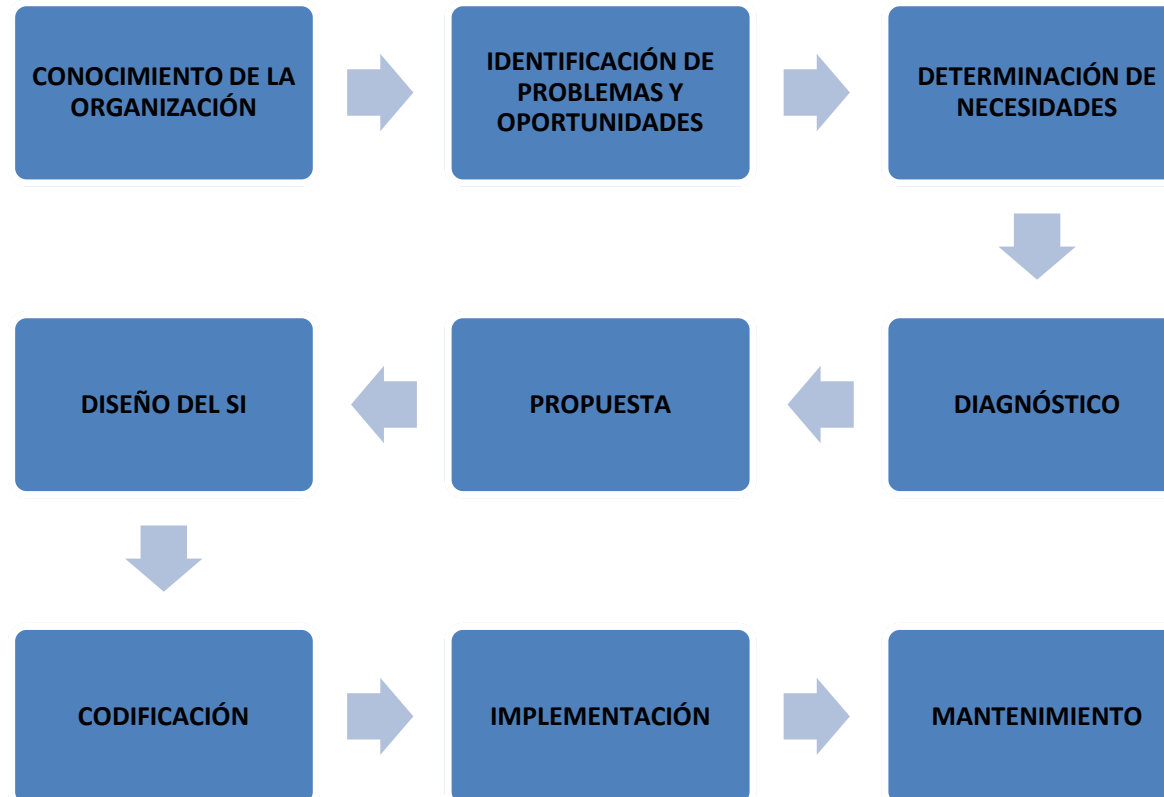 CONOCIMIENTO DE LA
ORGANIZACIÓN
IDENTIFICACIÓN DE
PROBLEMAS Y
OPORTUNIDADES
DETERMINACIÓN DE
NECESIDADES
DIAGNÓSTICO
PROPUESTA
DISEÑO DEL SI
CODIFICACIÓN
IMPLEMENTACIÓN
MANTENIMIENTO